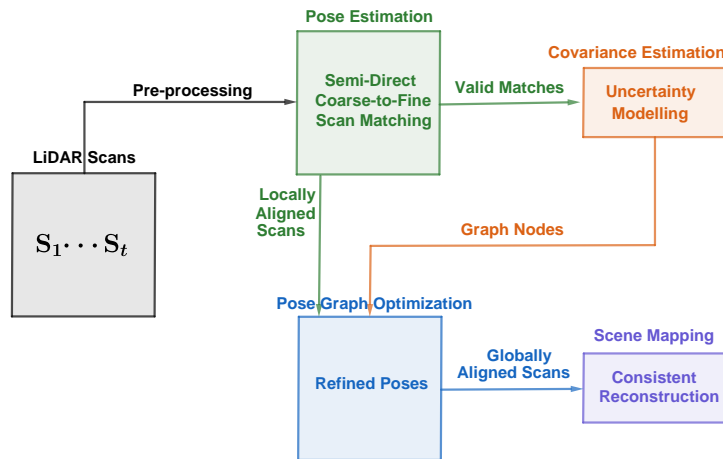 Pose Estimation
Covariance Estimation
Semi-Direct
Coarse-to-Fine
Scan Matching
Pre-processing
Valid Matches
Uncertainty
Modelling
LiDAR Scans
S₁⋯S_t
Locally
Aligned
Scans
Graph Nodes
Pose Graph Optimization
Refined Poses
Globally
Aligned Scans
Scene Mapping
Consistent
Reconstruction